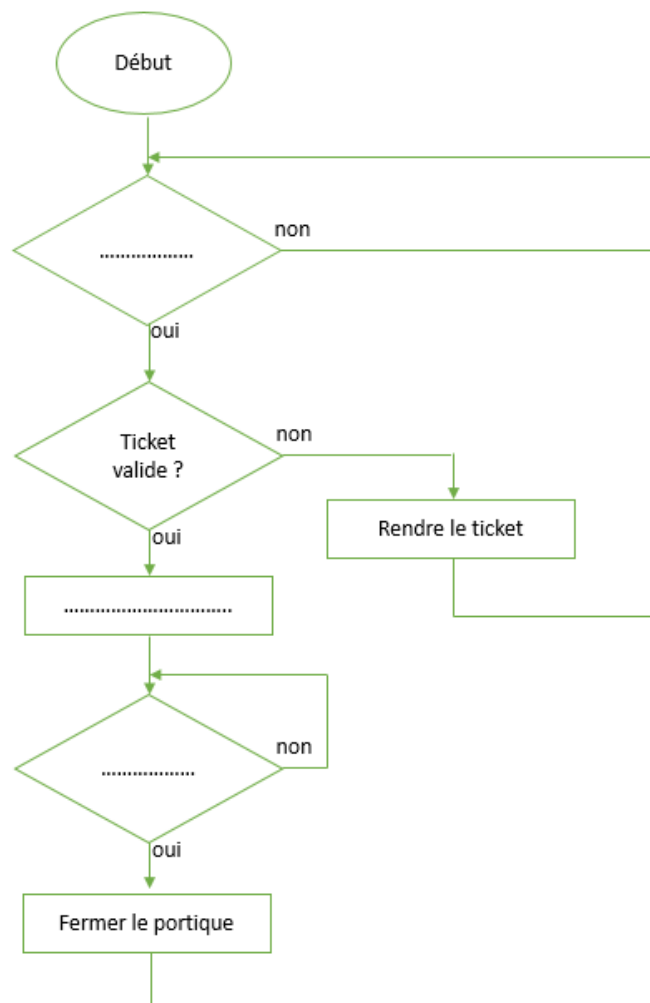 Début
non
………………
oui
non
Ticket
valide ?
Rendre le ticket
oui
…………………………..
non
………………
oui
Fermer le portique